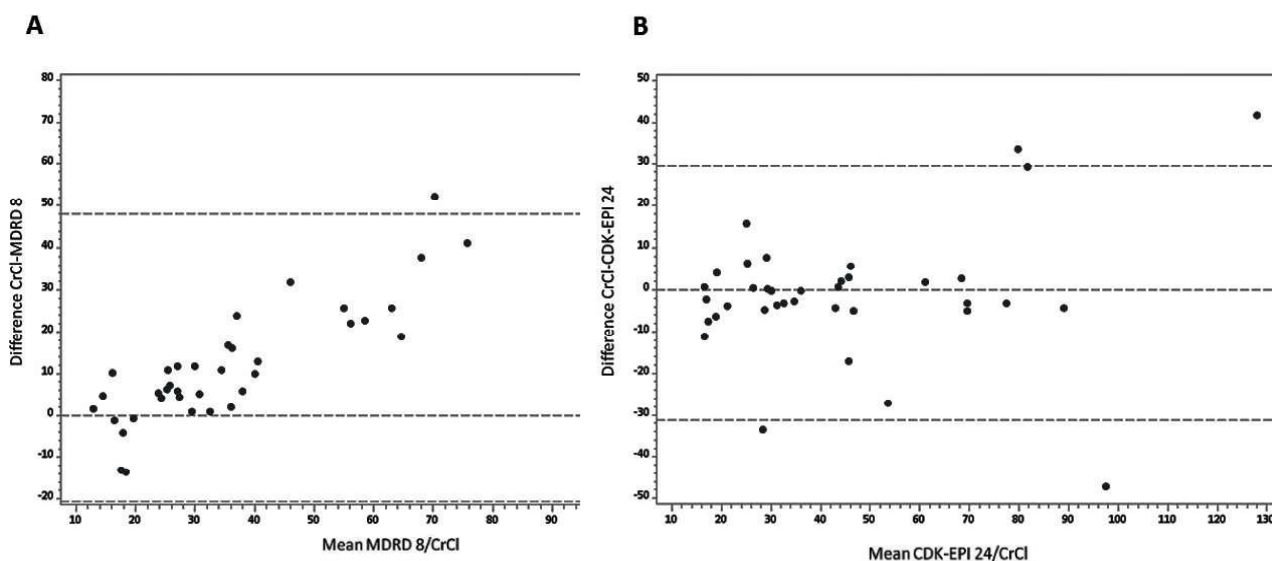 A
80
70
60
50
40
30
20
10
0
-10
-20
Difference CrCl-MDRD 8
10 20 30 40 50 60 70 80 90
Mean MDRD 8/CrCl
B
50
40
30
20
10
0
-10
-20
-30
-40
-50
Difference CrCl-CDK-EPI 24
10 20 30 40 50 60 70 80 90 100 110 120 130
Mean CDK-EPI 24/CrCl